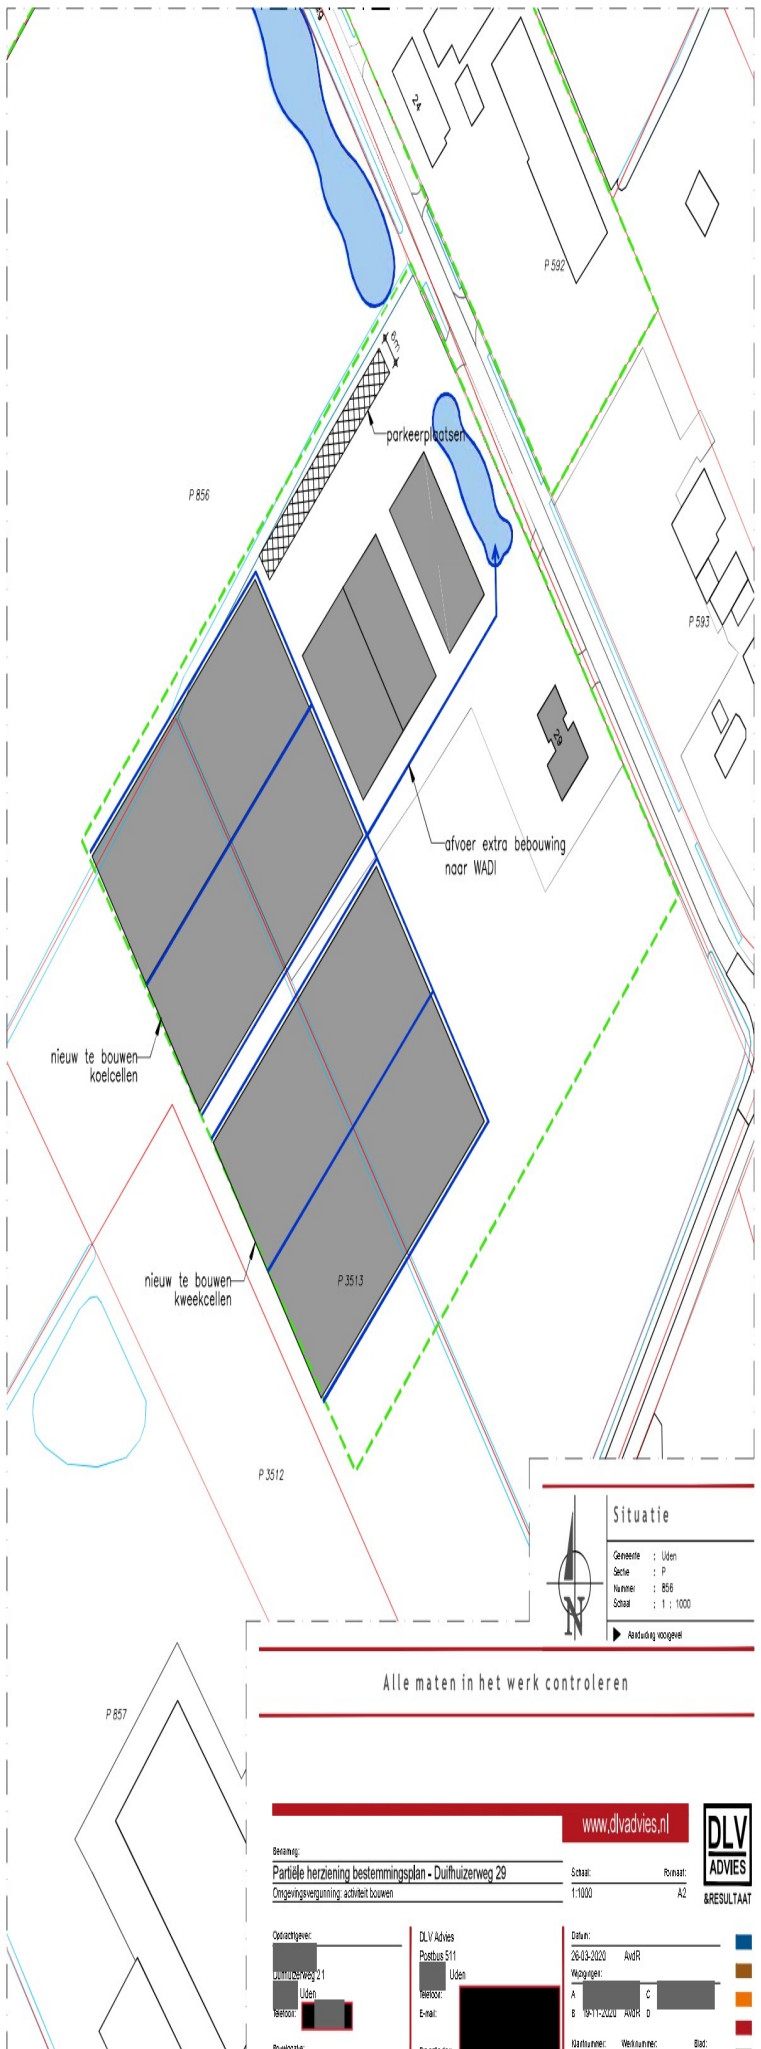 24
P 592
6m
parkeerplaatsen
P 856
P 593
29
afvoer extra bebouwing
naar WADI
nieuw te bouwen
koelcellen
nieuw te bouwen
kweekcellen
P 3513
P 3512
Situatie
Gemeente : Uden
Sectie : P
Nummer : 856
Schaal : 1 : 1000
N
Aanduiding voorgevel
Alle maten in het werk controleren
P 857
www.dlvadvies.nl
DLV
ADVIES
&RESULTAAT
Benaming:
Partiële herziening bestemmingsplan - Duifhuizerweg 29
Omgevingsvergunning: activiteit bouwen
Schaal: Formaat:
1:1000 A2
Opdrachtgever:
Duifhuizerweg 21
Uden
Telefoon:
DLV Advies
Postbus 511
Uden
Telefoon:
E-mail:
Datum:
26-03-2020 AvdR
Wijzigingen:
A C
B 19-11-2020 AvdR D
Klantnummer: Werknummer: Blad: